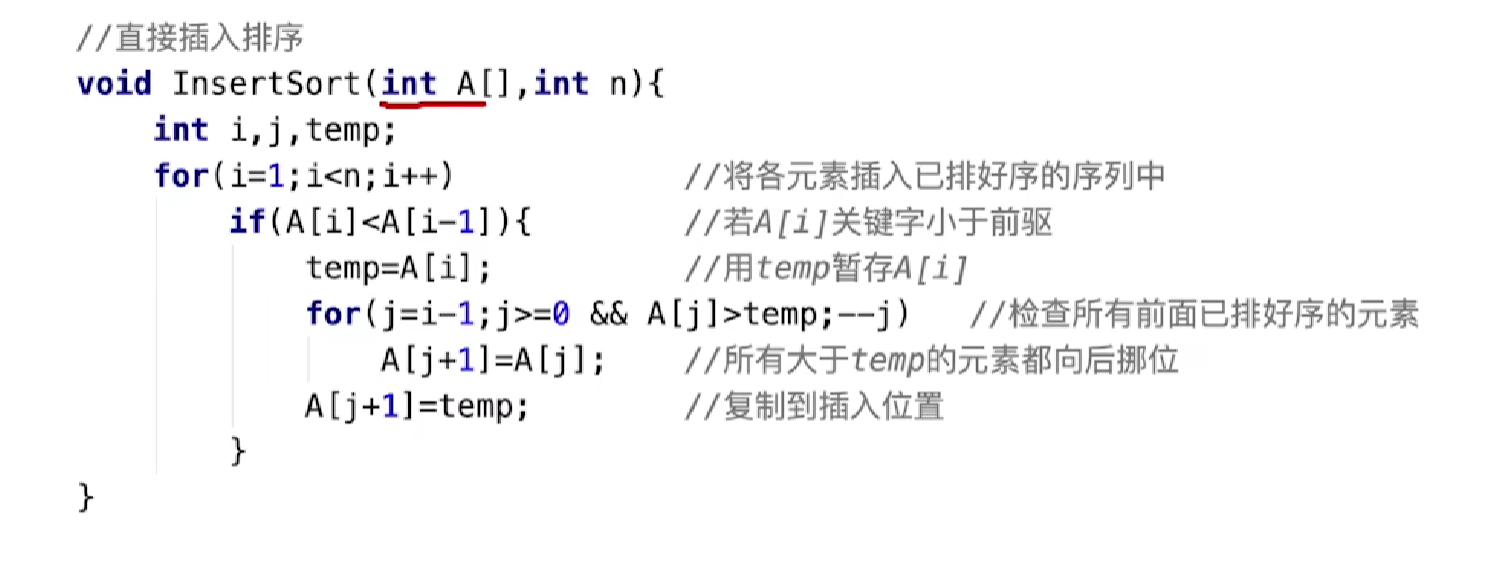 //直接插入排序
void InsertSort(int A[],int n){
int i,j,temp;
for(i=1;i<n;i++) //将各元素插入已排好序的序列中
if(A[i]<A[i-1]){ //若A[i]关键字小于前驱
temp=A[i]; //用temp暂存A[i]
for(j=i-1;j>=0 && A[j]>temp;--j) //检查所有前面已排好序的元素
A[j+1]=A[j]; //所有大于temp的元素都向后挪位
A[j+1]=temp; //复制到插入位置
}
}